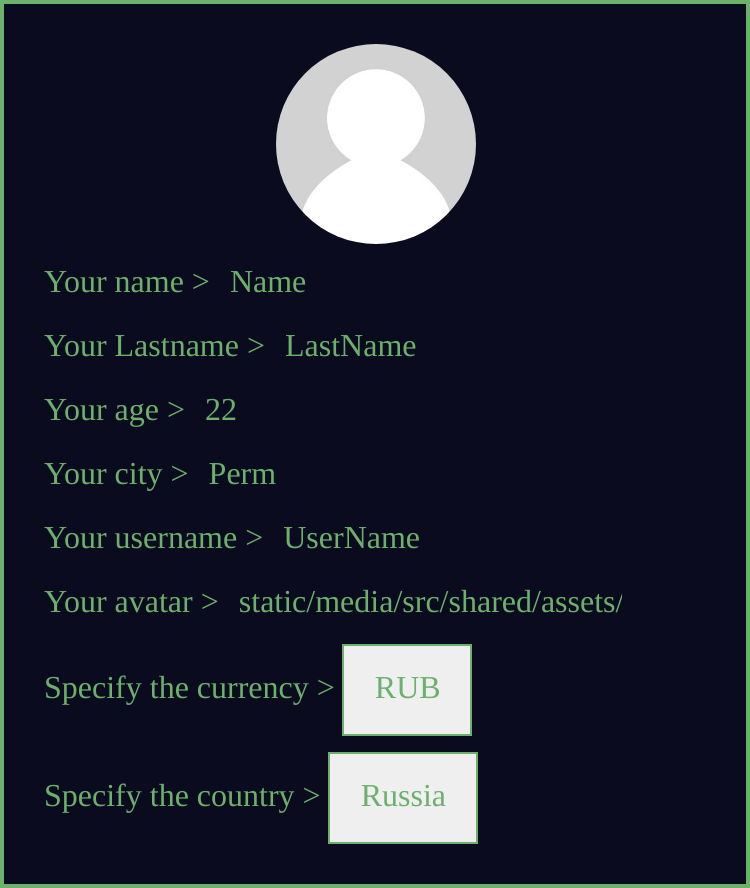 Your name > Name
Your Lastname > LastName
Your age > 22
Your city > Perm
Your username > UserName
Your avatar > static/media/src/shared/assets/
Specify the currency > RUB
Specify the country > Russia